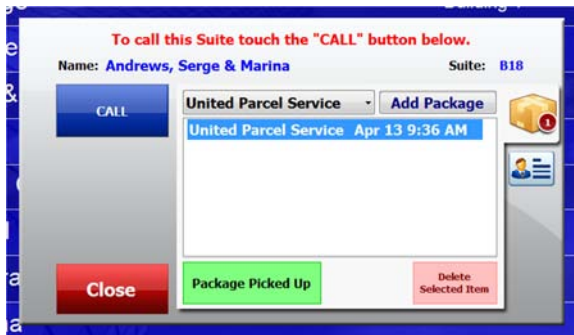 To call this Suite touch the "CALL" button below.
Name: Andrews, Serge & Marina Suite: B18
CALL
United Parcel Service Add Package
United Parcel Service Apr 13 9:36 AM
1
Package Picked Up
Delete
Selected Item
Close